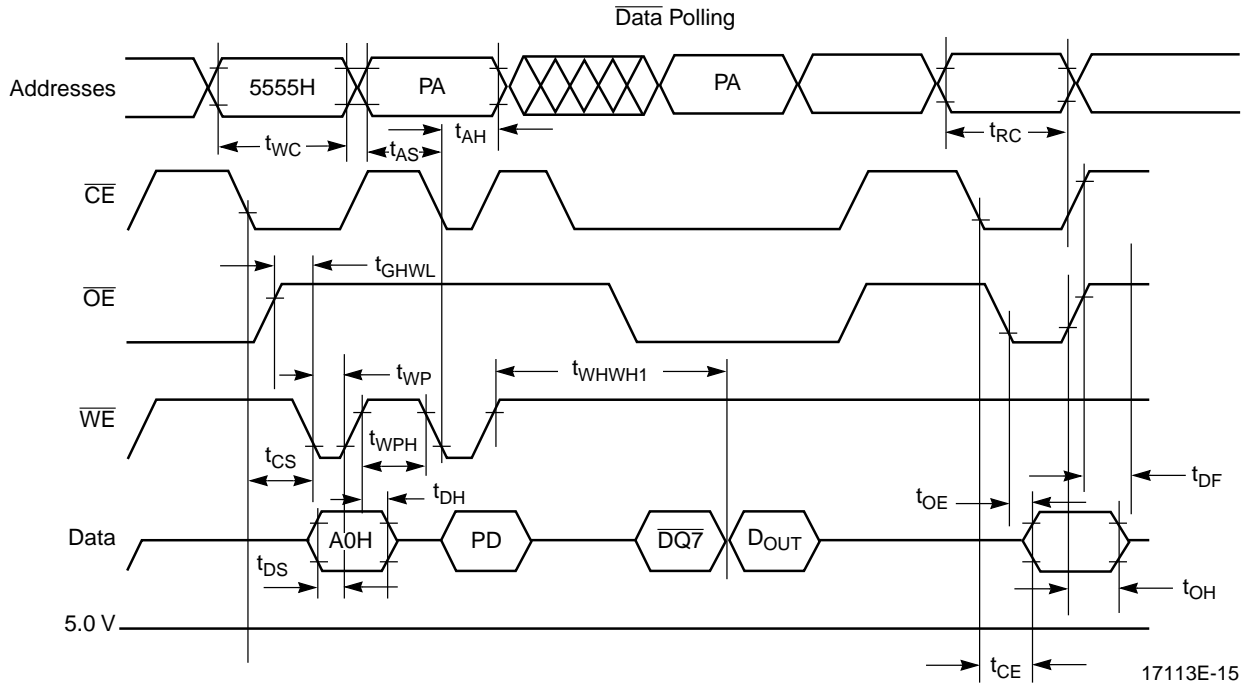 Data Polling
Addresses
5555H
PA
PA
tWC
tAS
tAH
tRC
CE
tGHWL
OE
tWP
tWHWH1
WE
tCS
tWPH
tDH
tOE
tDF
Data
A0H
PD
DQ7
DOUT
tDS
tOH
5.0 V
tCE
17113E-15